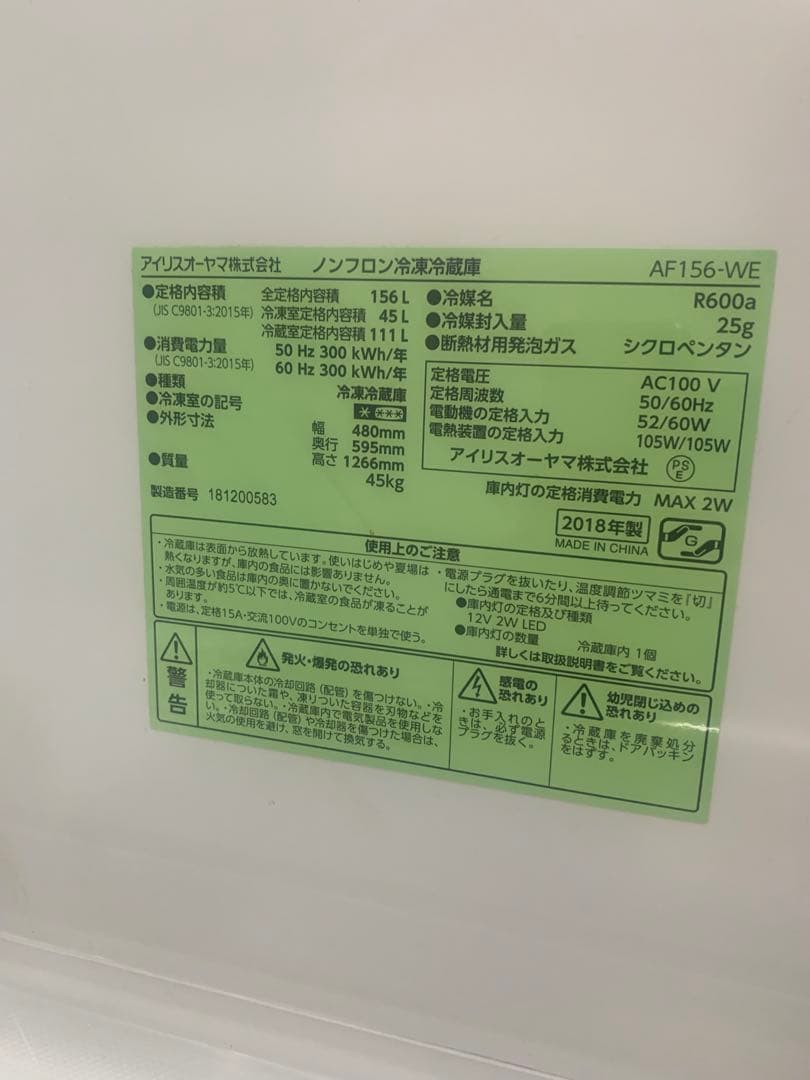 アイリスオーヤマ株式会社 ノンフロン冷凍冷蔵庫 AF156-WE
●定格内容積 全定格内容積 156 L
(JIS C9801-3:2015年) 冷凍室定格内容積 45 L
冷蔵室定格内容積 111 L
●消費電力量 50 Hz 300 kWh/年
(JIS C9801-3:2015年) 60 Hz 300 kWh/年
●種類 冷凍冷蔵庫
●冷凍室の記号
●外形寸法 幅 480mm
奥行 595mm
高さ 1266mm
●質量 45kg
製造番号 181200583
●冷媒名 R600a
●冷媒封入量 25g
●断熱材用発泡ガス シクロペンタン
定格電圧 AC100 V
定格周波数 50/60Hz
電動機の定格入力 52/60W
電熱装置の定格入力 105W/105W
アイリスオーヤマ株式会社 PSE
庫内灯の定格消費電力 MAX 2W
2018年製
MADE IN CHINA
G
使用上のご注意
・冷蔵庫は表面から放熱しています。使いはじめや夏場は
熱くなりますが、庫内の食品には影響ありません。
・水気の多い食品は庫内の奥に置かないでください。
・周囲温度が約5℃以下では、冷蔵室の食品が凍ることが
あります。
・電源は、定格15A・交流100Vのコンセントを単独で使う。
・電源プラグを抜いたり、温度調節ツマミを『切』
にしたら通電まで6分間以上待ってください。
●庫内灯の定格及び種類
12V 2W LED
●庫内灯の数量 冷蔵庫内 1個
詳しくは取扱説明書をご覧ください。
警告
発火・爆発の恐れあり
・冷蔵庫本体の冷却回路(配管)を傷つけない。・冷
却器についた霜や、凍りついた容器を刃物などを
使って取らない。・冷蔵庫内で電気製品を使用しな
い。・冷却回路(配管)や冷却器を傷つけた場合は、
火気の使用を避け、窓を開けて換気する。
感電の
恐れあり
・お手入れのと
きは、必ず電源
プラグを抜く。
幼児閉じ込めの
恐れあり
・冷蔵庫を廃棄処分
するときは、ドアパッキン
をはずす。